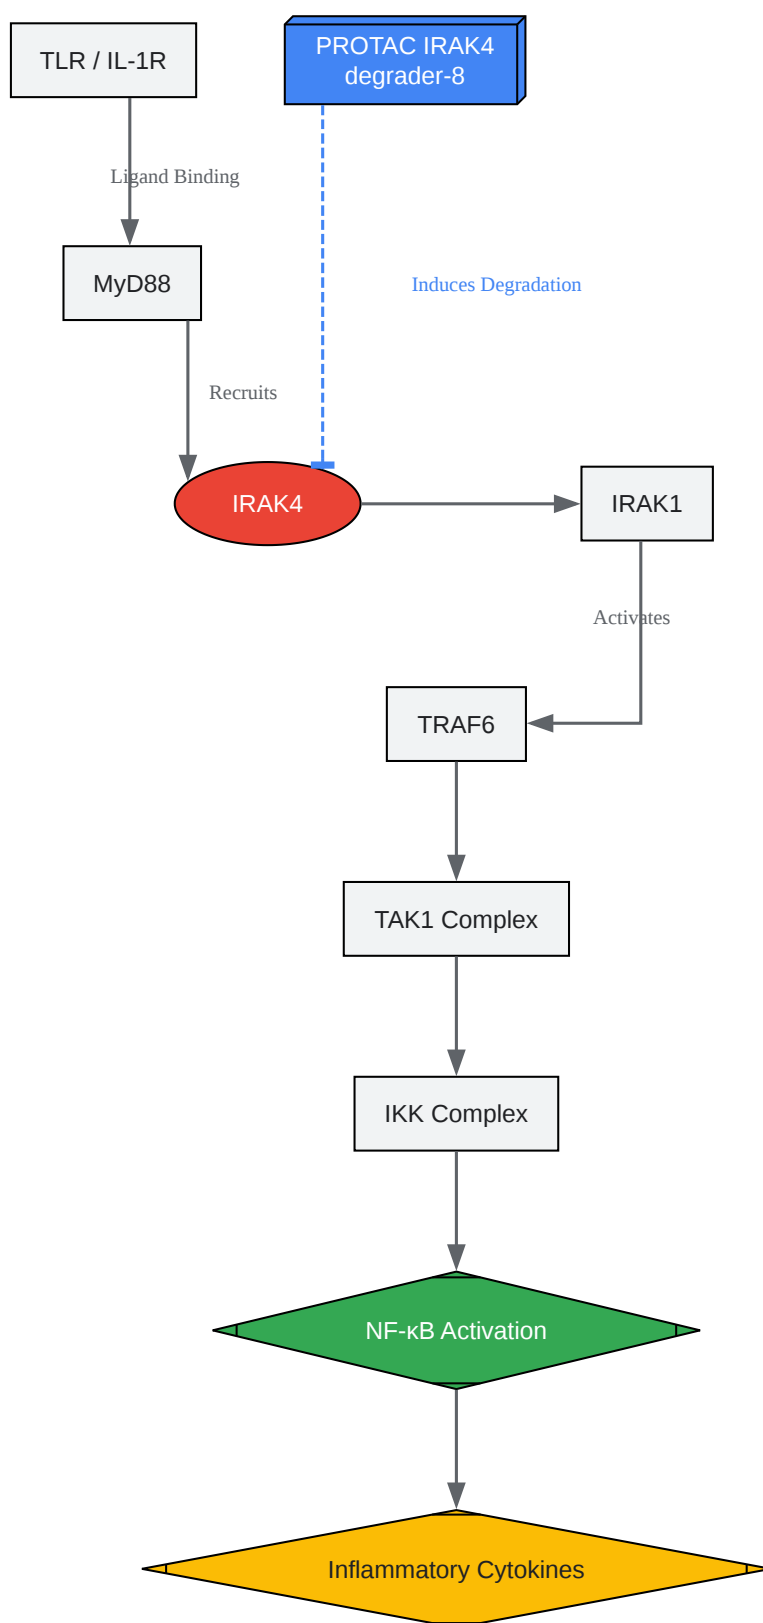 TLR / IL-1R
PROTAC IRAK4
degrader-8
Ligand Binding
MyD88
Induces Degradation
Recruits
IRAK4
IRAK1
Activates
TRAF6
TAK1 Complex
IKK Complex
NF-κB Activation
Inflammatory Cytokines